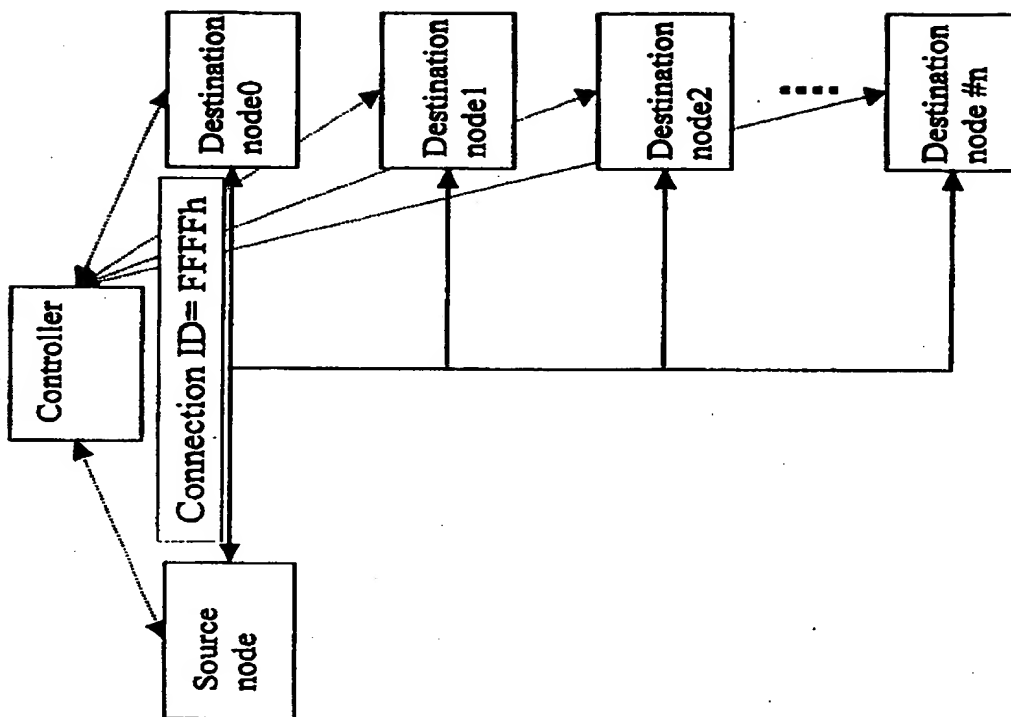 Controller
Source
node
Connection ID= FFFFh
Destination
node0
Destination
node1
Destination
node2
Destination
node #n